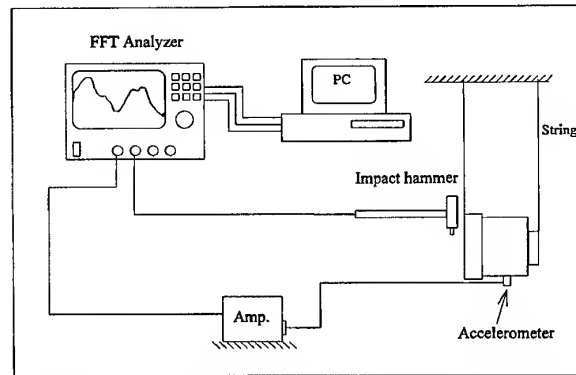 FFT Analyzer
PC
String
Impact hammer
Amp.
Accelerometer